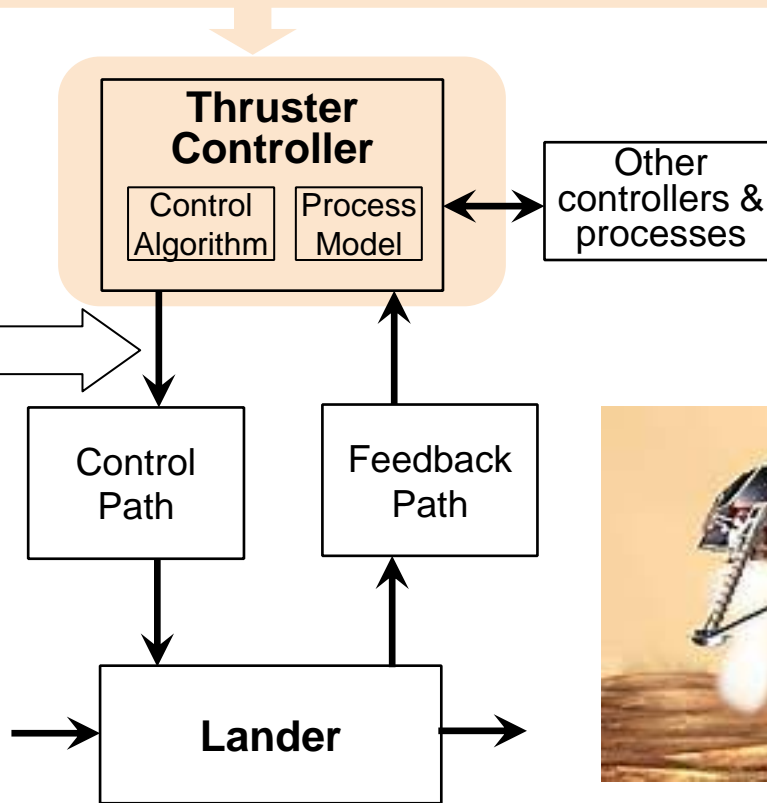 Thruster
Controller
Control
Algorithm
Process
Model
Other
controllers &
processes
Control
Path
Feedback
Path
Lander